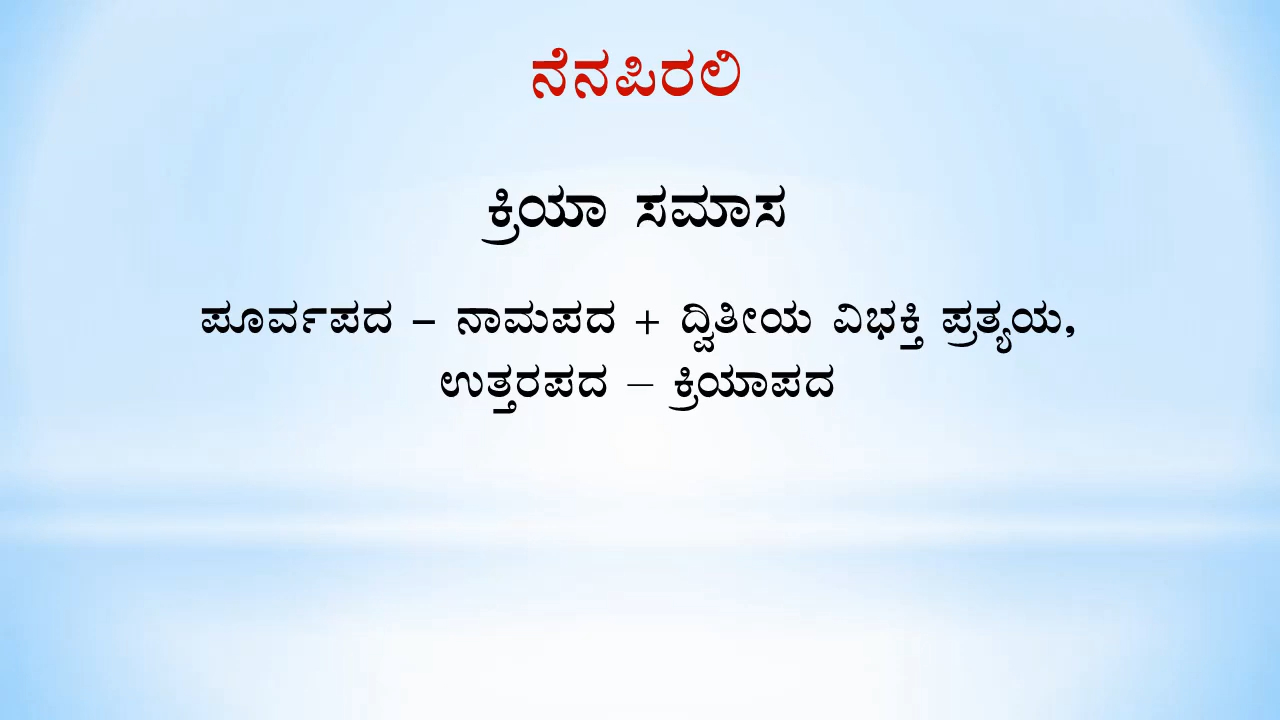 ನೆನಪಿರಲಿ
ಕ್ರಿಯಾ ಸಮಾಸ
ಪೂರ್ವಪದ – ನಾಮಪದ + ದ್ವಿತೀಯ ವಿಭಕ್ತಿ ಪ್ರತ್ಯಯ,
ಉತ್ತರಪದ – ಕ್ರಿಯಾಪದ